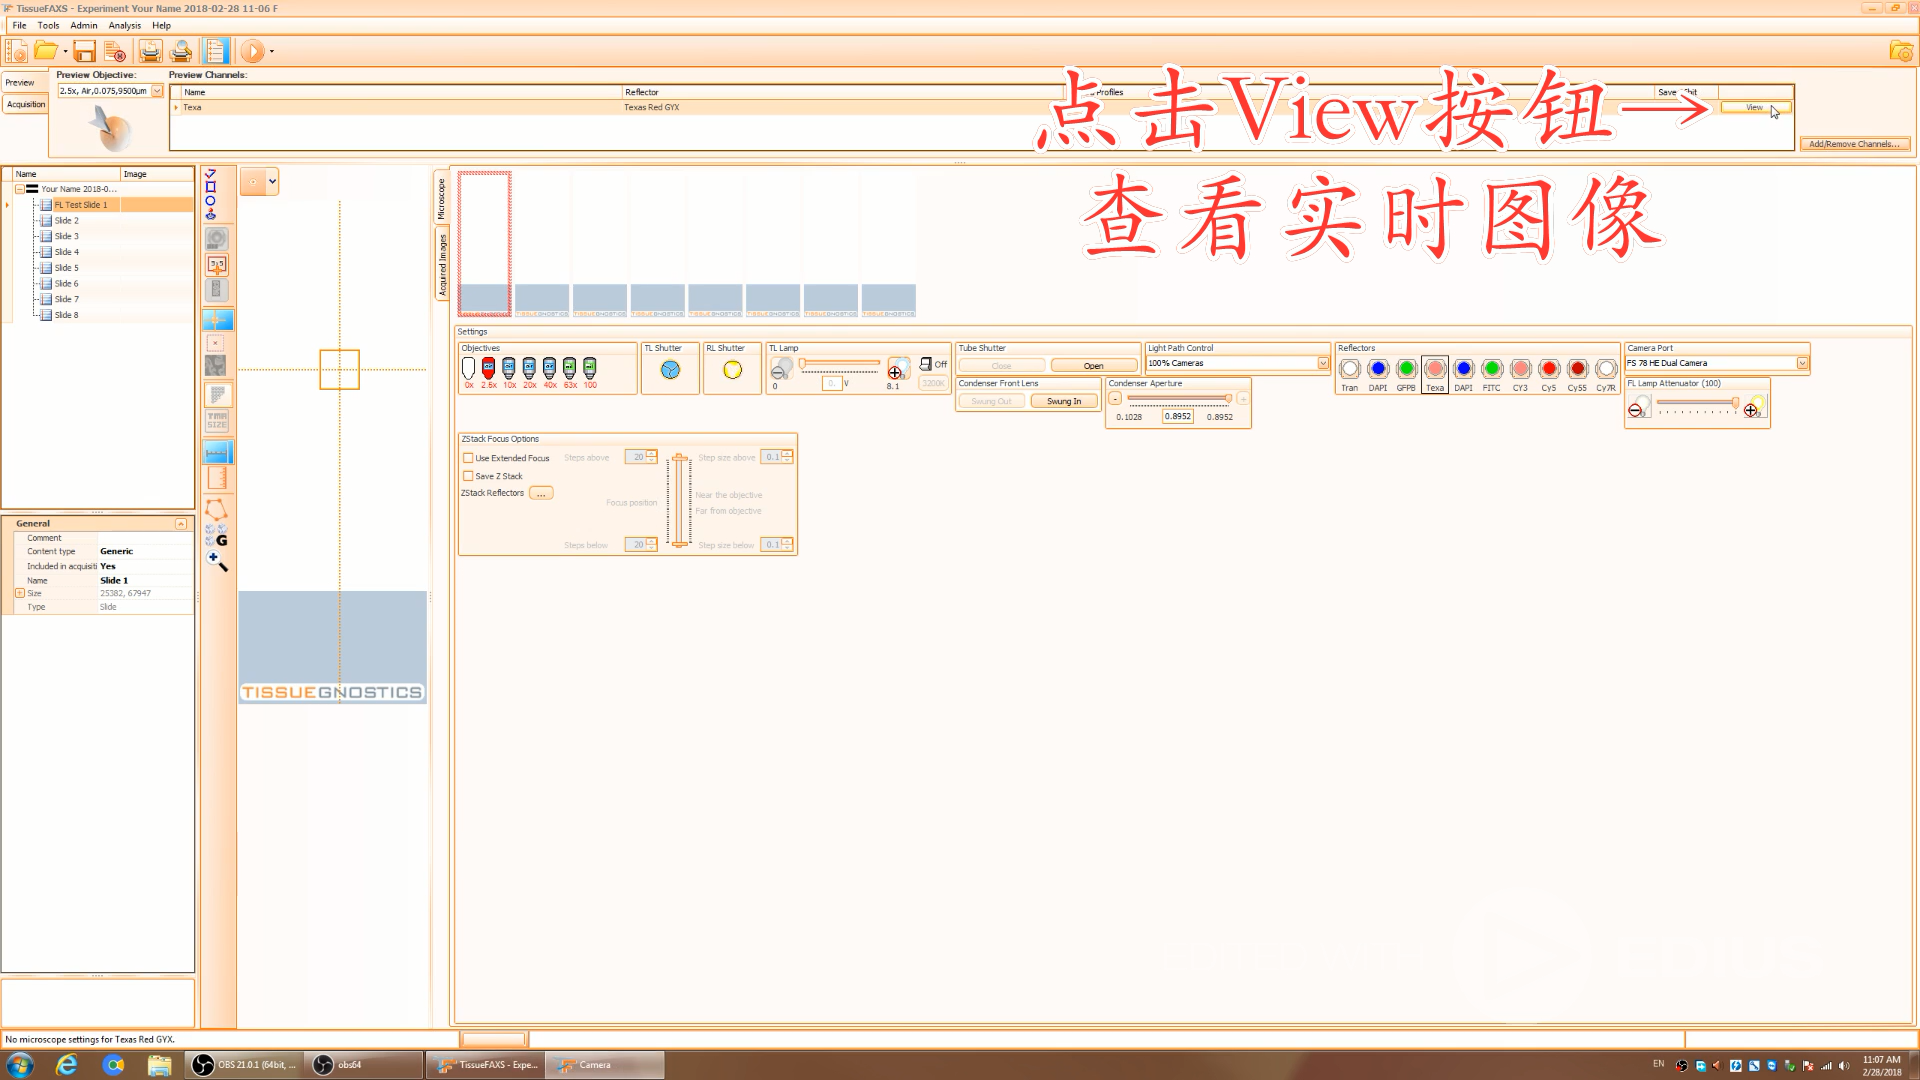 TissueFAXS - Experiment Your Name 2018-02-28 11-06 F
File Tools Admin Analysis Help
Preview
Acquisition
Preview Objective:
2.5x, Air,0.075,9500µm
Preview Channels:
Name Reflector Profiles Save
Texa Texas Red GYX View
Add/Remove Channels...
点击View按钮→
查看实时图像
Name Image
Your Name 2018-0...
FL Test Slide 1
Slide 2
Slide 3
Slide 4
Slide 5
Slide 6
Slide 7
Slide 8
TMA SIZE
G
General
Comment
Content type Generic
Included in acquisiti Yes
Name Slide 1
Size 25382, 67947
Type Slide
TISSUEGNOSTICS
Microscope
Acquired Images
TISSUEGNOSTICS TISSUEGNOSTICS TISSUEGNOSTICS TISSUEGNOSTICS TISSUEGNOSTICS TISSUEGNOSTICS TISSUEGNOSTICS
Settings
Objectives
0x 2.5x 10x 20x 40x 63x 100
TL Shutter
RL Shutter
TL Lamp
0 0. V 8.1
Off
3200K
Tube Shutter
Close Open
Condenser Front Lens
Swung Out Swung In
Light Path Control
100% Cameras
Condenser Aperture
- +
0.1028 0.8952 0.8952
Reflectors
Tran DAPI GFPB Texa DAPI FITC CY3 Cy5 Cy55 Cy7R
Camera Port
FS 78 HE Dual Camera
FL Lamp Attenuator (100)
ZStack Focus Options
Use Extended Focus
Save Z Stack
ZStack Reflectors ...
Steps above 20
Step size above 0.1
Focus position
Near the objective
Far from objective
Steps below 20
Step size below 0.1
No microscope settings for Texas Red GYX.
OBS 21.0.1 (64bit, ...
obs64
TissueFAXS - Expe...
Camera
EN
11:07 AM
2/28/2018